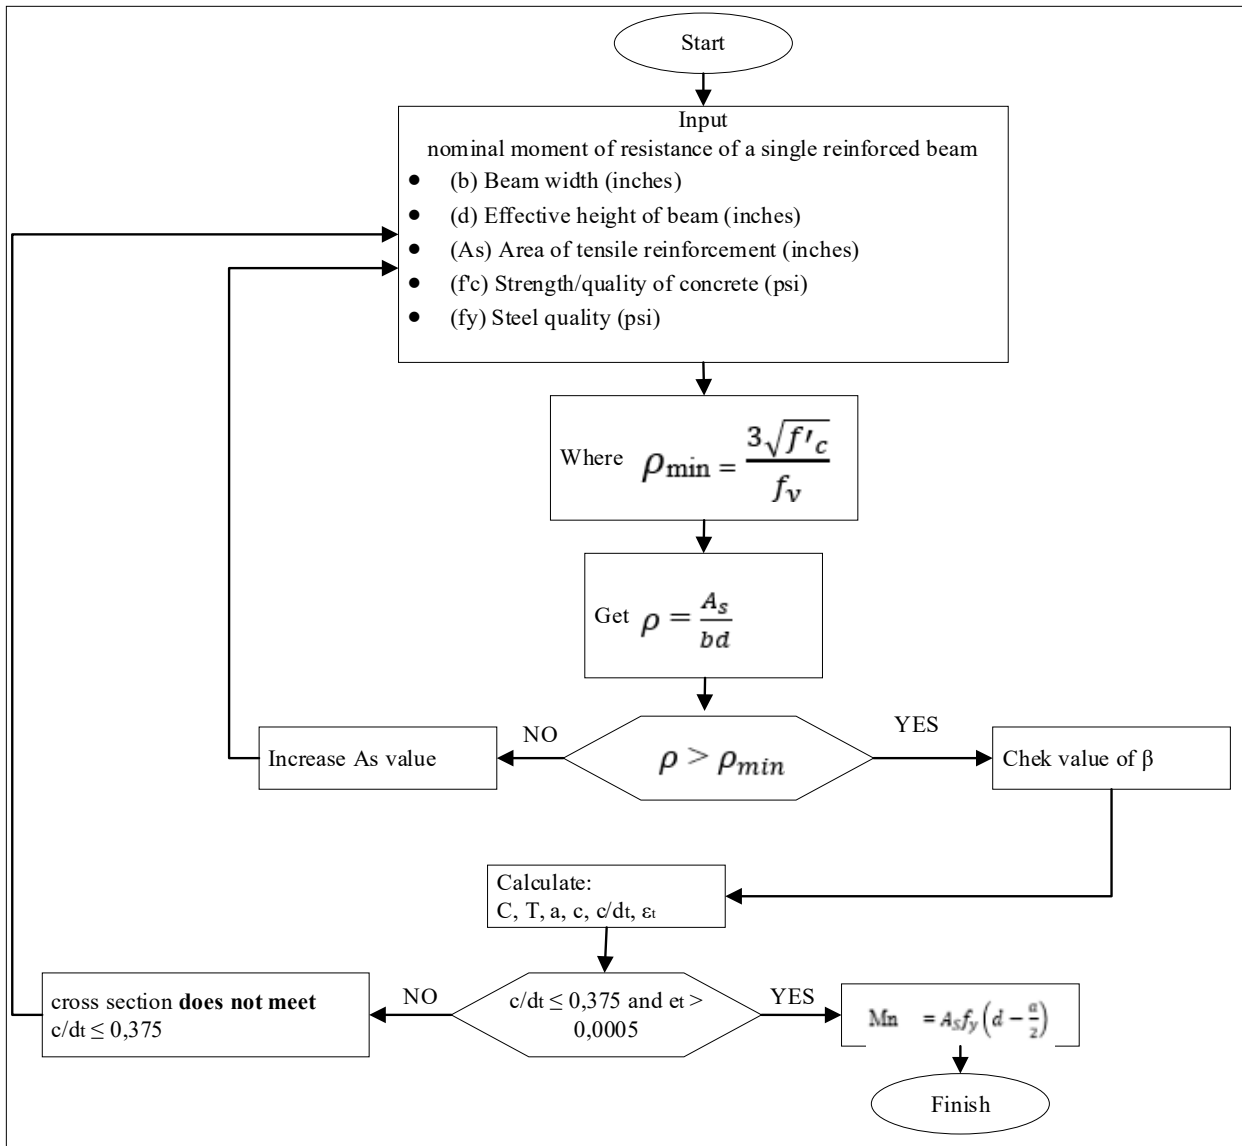 Start
Input
nominal moment of resistance of a single reinforced beam
• (b) Beam width (inches)
• (d) Effective height of beam (inches)
• (As) Area of tensile reinforcement (inches)
• (f'c) Strength/quality of concrete (psi)
• (fy) Steel quality (psi)
Where ρmin = 3√f′c / fy
Get ρ = As / bd
NO
YES
Increase As value
ρ > ρmin
Chek value of β
Calculate:
C, T, a, c, c/dt, εt
cross section does not meet
c/dt ≤ 0,375
NO
c/dt ≤ 0,375 and et >
0,0005
YES
Mn = Asfy(d − a/2)
Finish